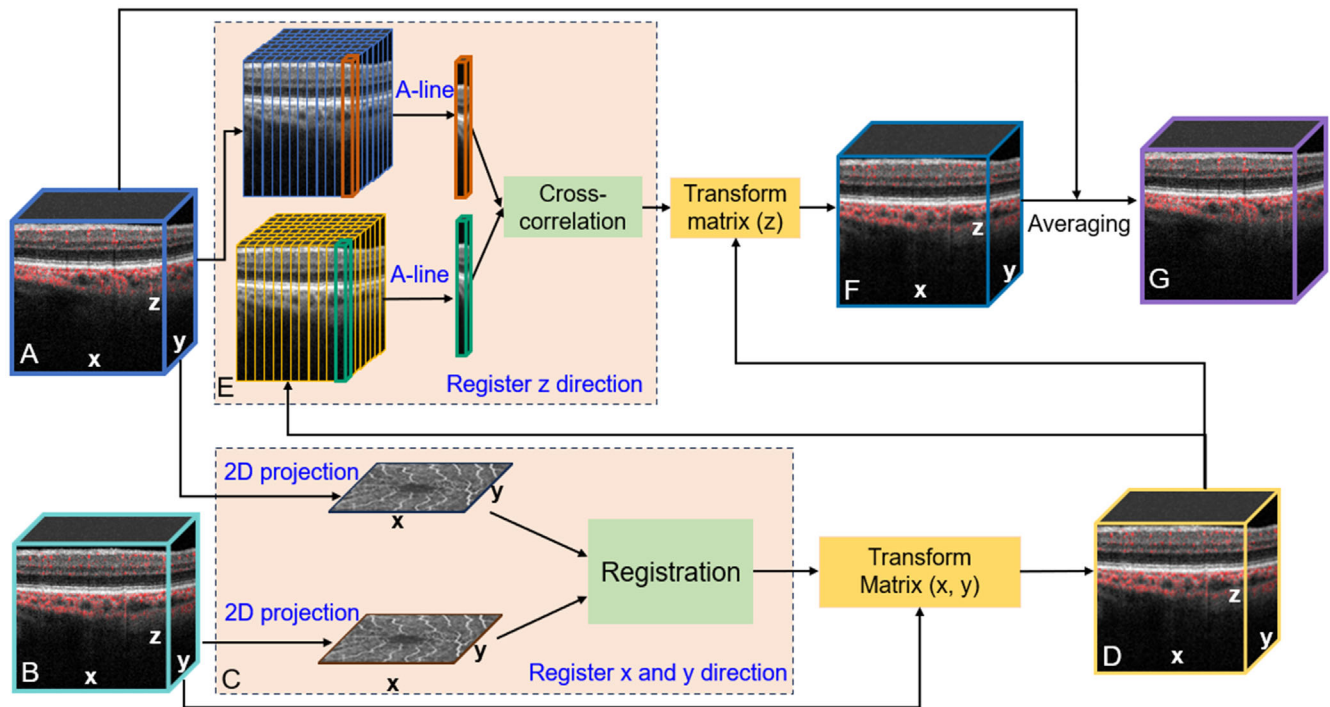 A-line
Cross-
correlation
A-line
Transform
matrix (z)
Averaging
z
y
x
A
E
Register z direction
z
y
x
F
G
2D projection
y
x
Registration
Transform
Matrix (x, y)
2D projection
y
x
C
Register x and y direction
z
y
x
B
z
y
x
D